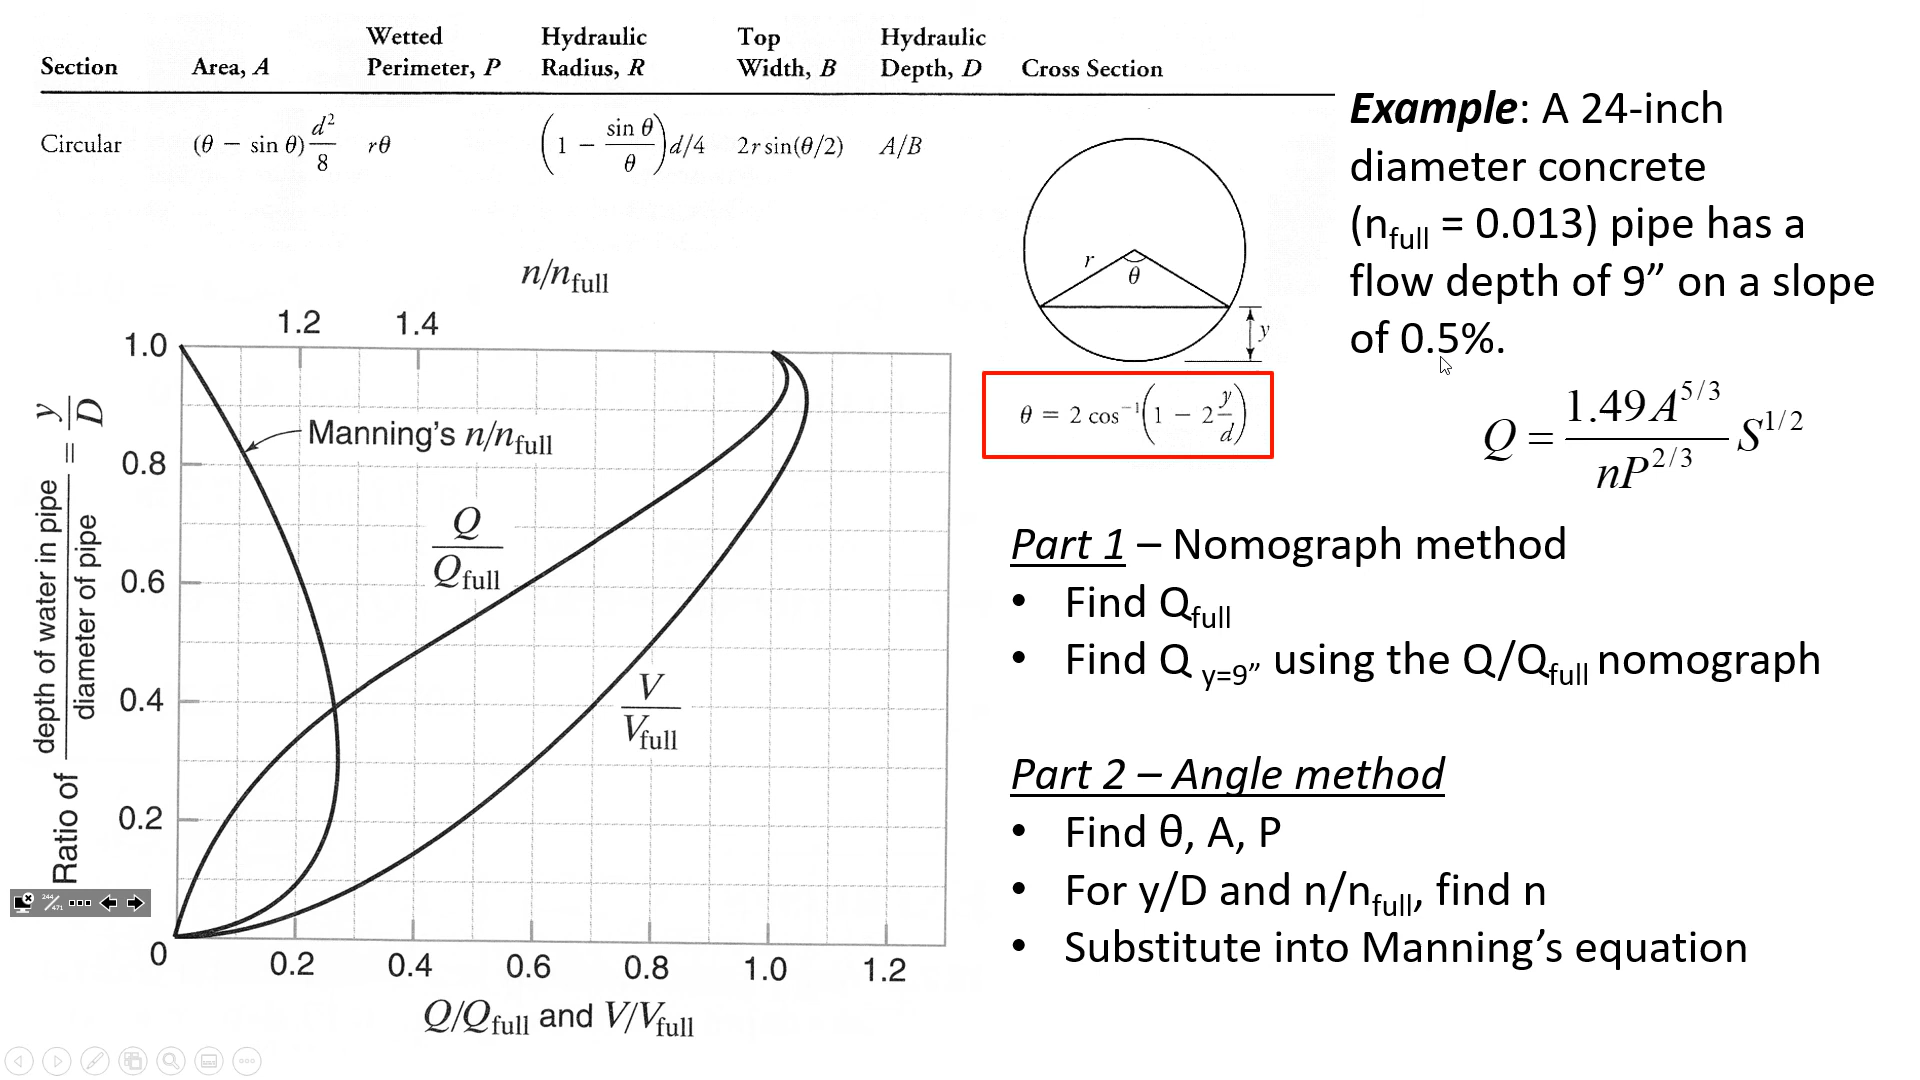 Section Area, A Wetted Perimeter, P Hydraulic Radius, R Top Width, B Hydraulic Depth, D Cross Section
Circular (θ − sin θ) d²/8 rθ (1 − sin θ/θ) d/4 2r sin(θ/2) A/B
r
θ
y
θ = 2 cos⁻¹(1 − 2 y/d)
n/nfull
1.2 1.4
1.0
0.8
0.6
0.4
0.2
0
Ratio of depth of water in pipe / diameter of pipe = y/D
Manning's n/nfull
Q/Qfull
V/Vfull
0.2 0.4 0.6 0.8 1.0 1.2
Q/Qfull and V/Vfull
244/471
Example: A 24-inch
diameter concrete
(nfull = 0.013) pipe has a
flow depth of 9” on a slope
of 0.5%.
Q = 1.49 A^5/3 / nP^2/3 S^1/2
Part 1 – Nomograph method
• Find Qfull
• Find Q y=9” using the Q/Qfull nomograph
Part 2 – Angle method
• Find θ, A, P
• For y/D and n/nfull, find n
• Substitute into Manning’s equation